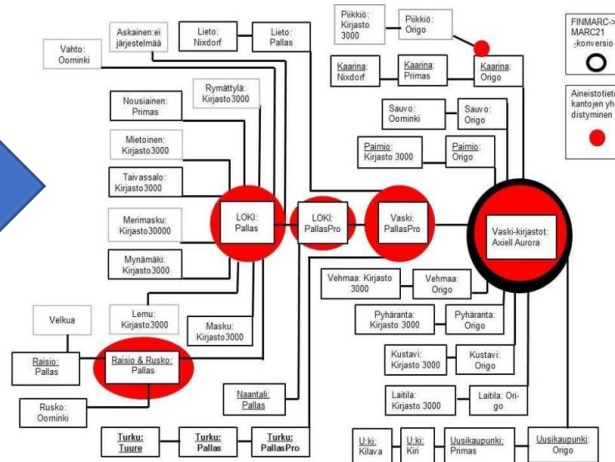 Askainen:ei
järjestelmää
Lieto:
Nixdorf
Lieto:
Pallas
Piikkiö:
Kirjasto
3000
Piikkiö:
Origo
FINMARC->
MARC21
-konversio
Vahto:
Oorninki
Kaarina:
Nixdorf
Kaarina:
Primas
Kaarina:
Origo
Rymättylä:
Kirjasto3000
Nousiainen:
Primas
Sauvo:
Oorninki
Sauvo:
Origo
Aineistotieto
kantojen yh
distyminen
Mietoinen:
Kirjasto3000
Paimio:
Kirjasto 3000
Paimio:
Origo
Taivassalo:
Kirjasto3000
Merimasku:
Kirjasto30000
LOKI:
Pallas
LOKI:
PallasPro
Vaski:
PallasPro
Vaski-kirjastot:
Axiell Aurora
Mynämäki:
Kirjasto3000
Lemu:
Kirjasto3000
Masku:
Kirjasto3000
Vehmaa: Kirjasto
3000
Vehmaa:
Origo
Velkua
Pyhäranta:
Kirjasto 3000
Pyhäranta:
Origo
Raisio:
Pallas
Raisio & Rusko:
Pallas
Kustavi:
Kirjasto 3000
Kustavi:
Origo
Naantali:
Pallas
Laitila:
Kirjasto 3000
Laitila: Ori-
go
Rusko:
Oorninki
Turku:
Tuure
Turku:
Pallas
Turku:
PallasPro
U:ki:
Kilava
U:ki:
Kiri
Uusikaupunki:
Primas
Uusikaupunki:
Origo